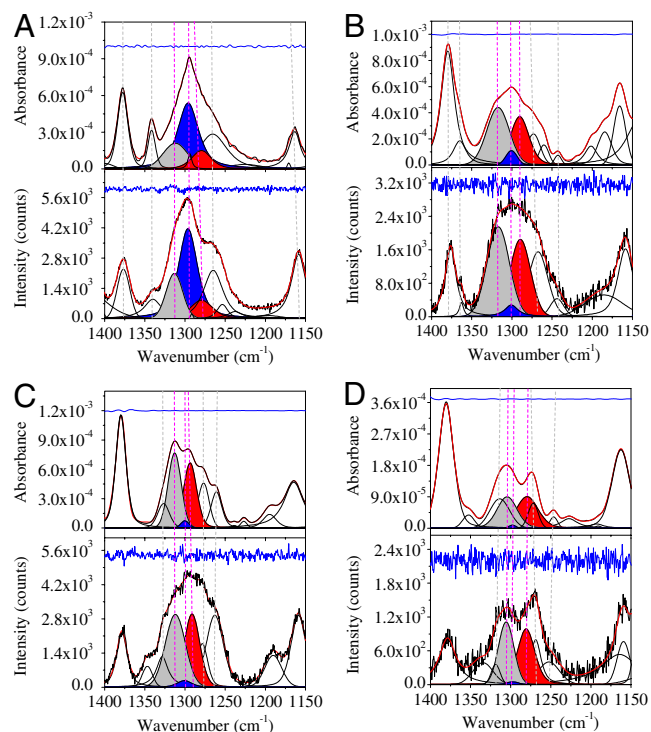 A
Absorbance
1.2x10⁻³
9.0x10⁻⁴
6.0x10⁻⁴
3.0x10⁻⁴
0.0
Intensity (counts)
5.6x10³
4.2x10³
2.8x10³
1.4x10³
0.0
1400 1350 1300 1250 1200 1150
Wavenumber (cm⁻¹)
B
Absorbance
1.0x10⁻³
8.0x10⁻⁴
6.0x10⁻⁴
4.0x10⁻⁴
2.0x10⁻⁴
0.0
Intensity (counts)
3.2x10³
2.4x10³
1.6x10³
8.0x10²
0.0
1400 1350 1300 1250 1200 1150
Wavenumber (cm⁻¹)
C
Absorbance
1.2x10⁻³
9.0x10⁻⁴
6.0x10⁻⁴
3.0x10⁻⁴
0.0
Intensity (counts)
5.6x10³
4.2x10³
2.8x10³
1.4x10³
0.0
1400 1350 1300 1250 1200 1150
Wavenumber (cm⁻¹)
D
Absorbance
3.6x10⁻⁴
2.7x10⁻⁴
1.8x10⁻⁴
9.0x10⁻⁵
0.0
Intensity (counts)
2.4x10³
1.8x10³
1.2x10³
6.0x10²
0.0
1400 1350 1300 1250 1200 1150
Wavenumber (cm⁻¹)